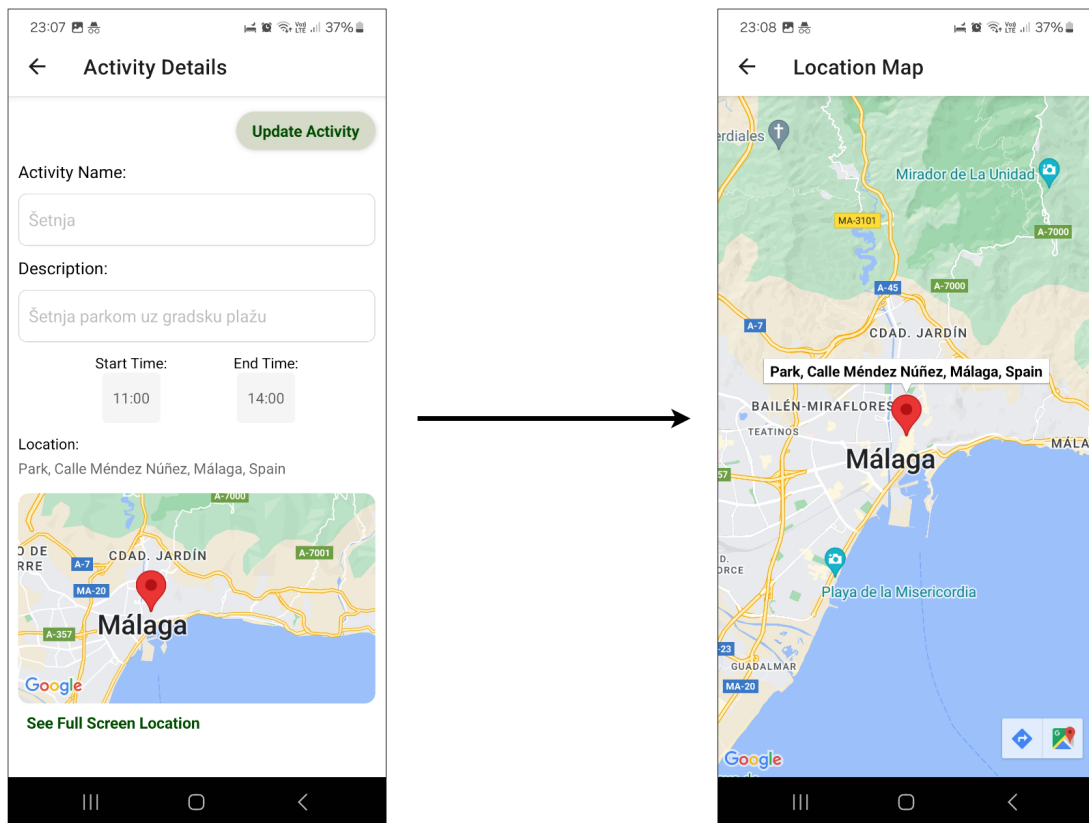 23:07 Vo)) LTE 37%
Activity Details
Update Activity
Activity Name:
Šetnja
Description:
Šetnja parkom uz gradsku plažu
Start Time: End Time:
11:00 14:00
Location:
Park, Calle Méndez Núñez, Málaga, Spain
A-7000
O DE
RRE
A-7
CDAD. JARDÍN
A-7001
MA-20
Málaga
A-357
Google
See Full Screen Location
23:08 Vo)) LTE 37%
Location Map
erdiales
Mirador de La Unidad
MA-3101
A-7000
A-45
A-7000
A-7
CDAD. JARDÍN
Park, Calle Méndez Núñez, Málaga, Spain
BAILÉN-MIRAFLORES
TEATINOS
MÁLA
Málaga
57
D.
ORCE
Playa de la Misericordia
-23
GUADALMAR
MA-20
Google